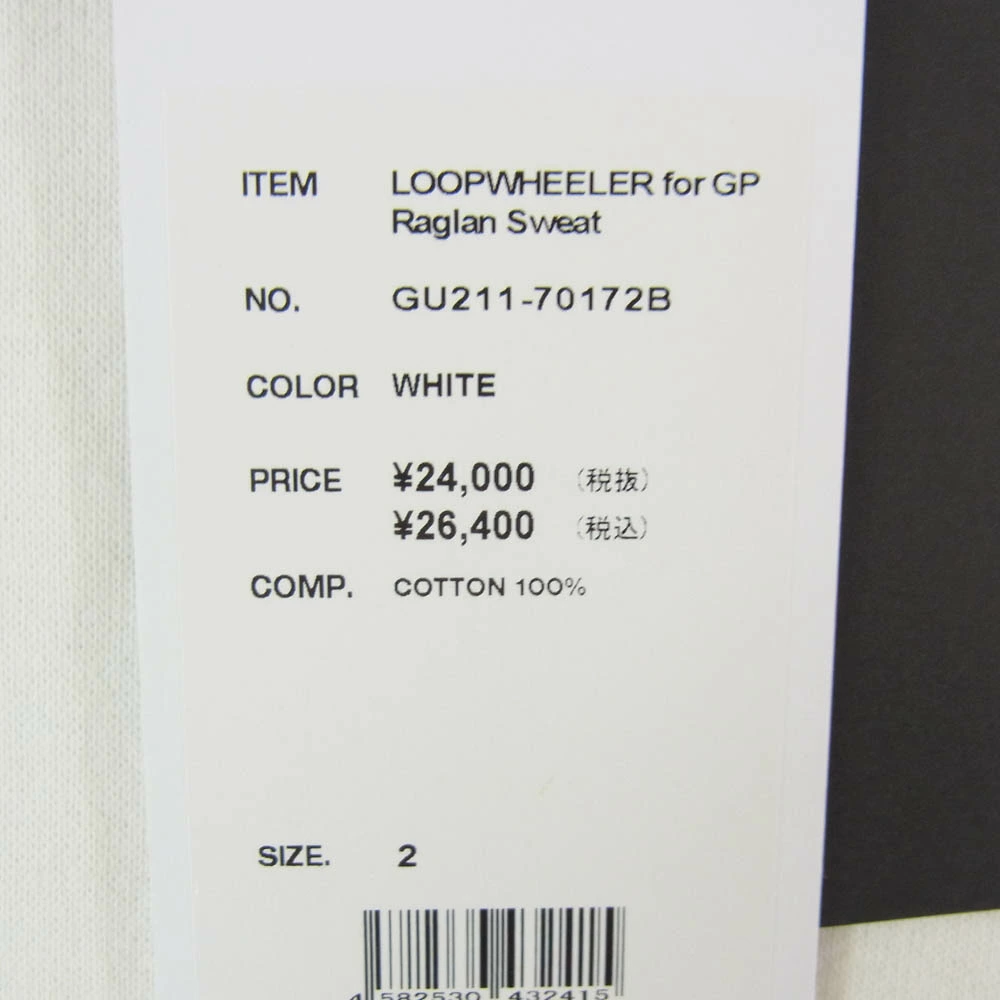 ITEM LOOPWHEELER for GP
Raglan Sweat
NO. GU211-70172B
COLOR WHITE
PRICE ¥24,000 (税抜)
¥26,400 (税込)
COMP. COTTON 100%
SIZE. 2
4 582530 432415